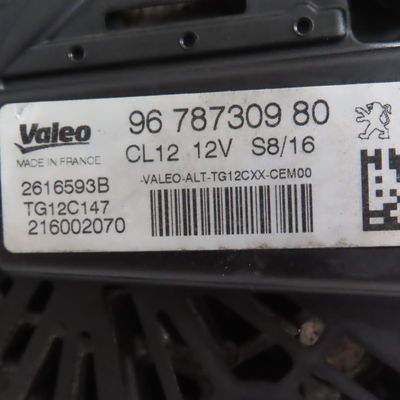 Valeo
MADE IN FRANCE
96 787309 80
CL12 12V S8/16
-VALEO-ALT-TG12CXX-CEM00
2616593B
TG12C147
216002070